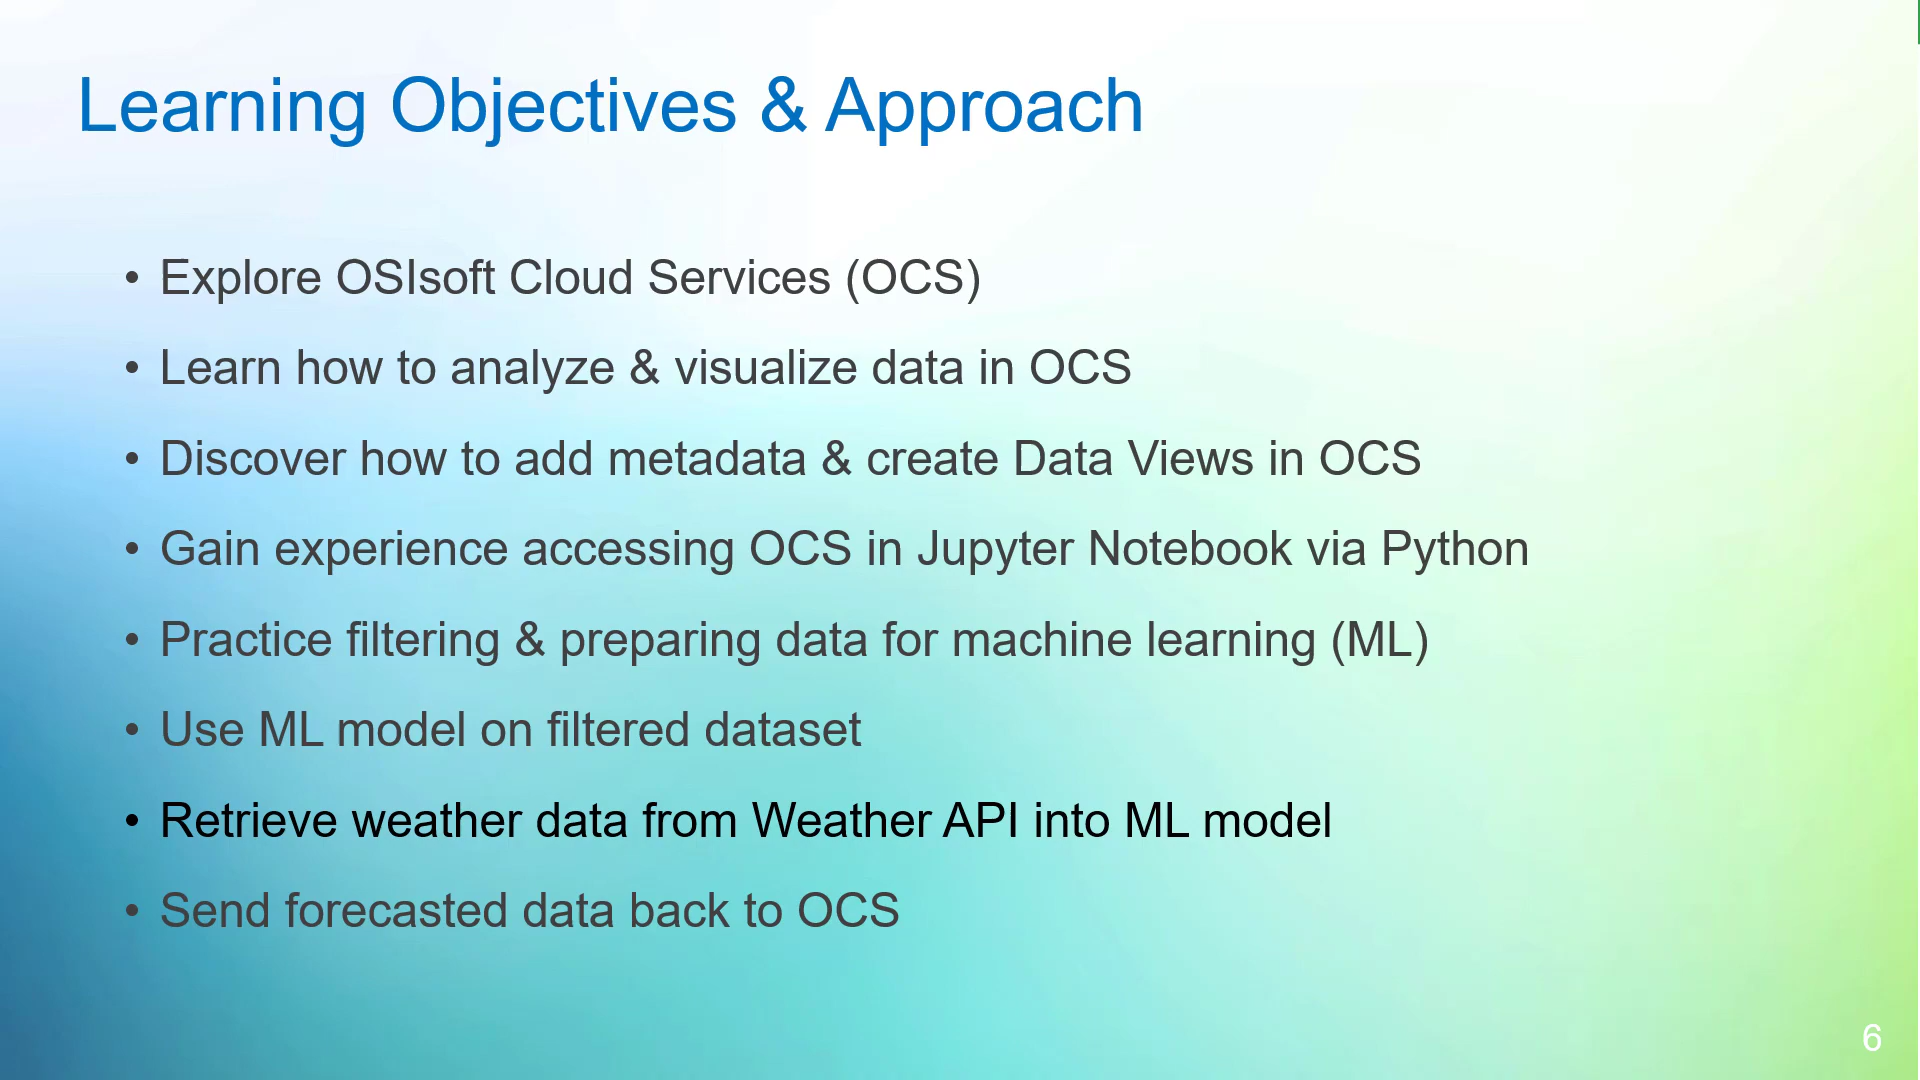 Learning Objectives & Approach
• Explore OSIsoft Cloud Services (OCS)
• Learn how to analyze & visualize data in OCS
• Discover how to add metadata & create Data Views in OCS
• Gain experience accessing OCS in Jupyter Notebook via Python
• Practice filtering & preparing data for machine learning (ML)
• Use ML model on filtered dataset
• Retrieve weather data from Weather API into ML model
• Send forecasted data back to OCS
6